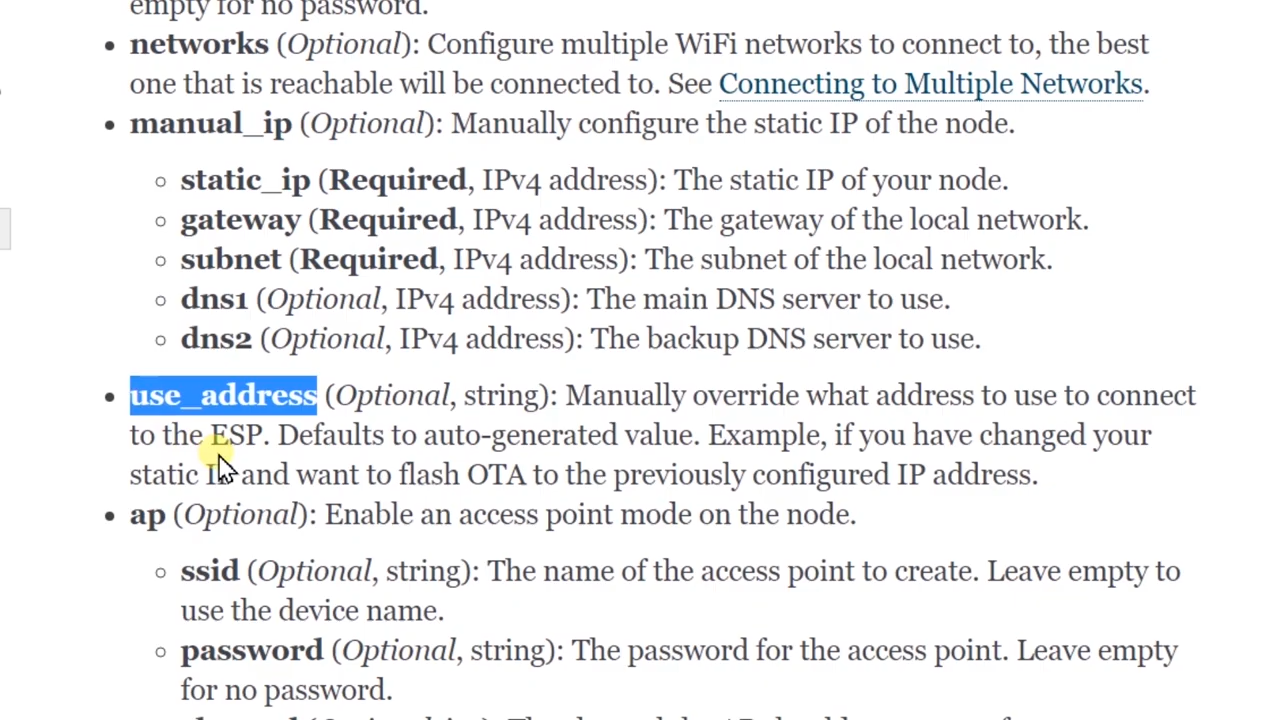 empty for no password.
• networks (Optional): Configure multiple WiFi networks to connect to, the best
one that is reachable will be connected to. See Connecting to Multiple Networks.
• manual_ip (Optional): Manually configure the static IP of the node.
◦ static_ip (Required, IPv4 address): The static IP of your node.
◦ gateway (Required, IPv4 address): The gateway of the local network.
◦ subnet (Required, IPv4 address): The subnet of the local network.
◦ dns1 (Optional, IPv4 address): The main DNS server to use.
◦ dns2 (Optional, IPv4 address): The backup DNS server to use.
• use_address (Optional, string): Manually override what address to use to connect
to the ESP. Defaults to auto-generated value. Example, if you have changed your
static IP and want to flash OTA to the previously configured IP address.
• ap (Optional): Enable an access point mode on the node.
◦ ssid (Optional, string): The name of the access point to create. Leave empty to
use the device name.
◦ password (Optional, string): The password for the access point. Leave empty
for no password.